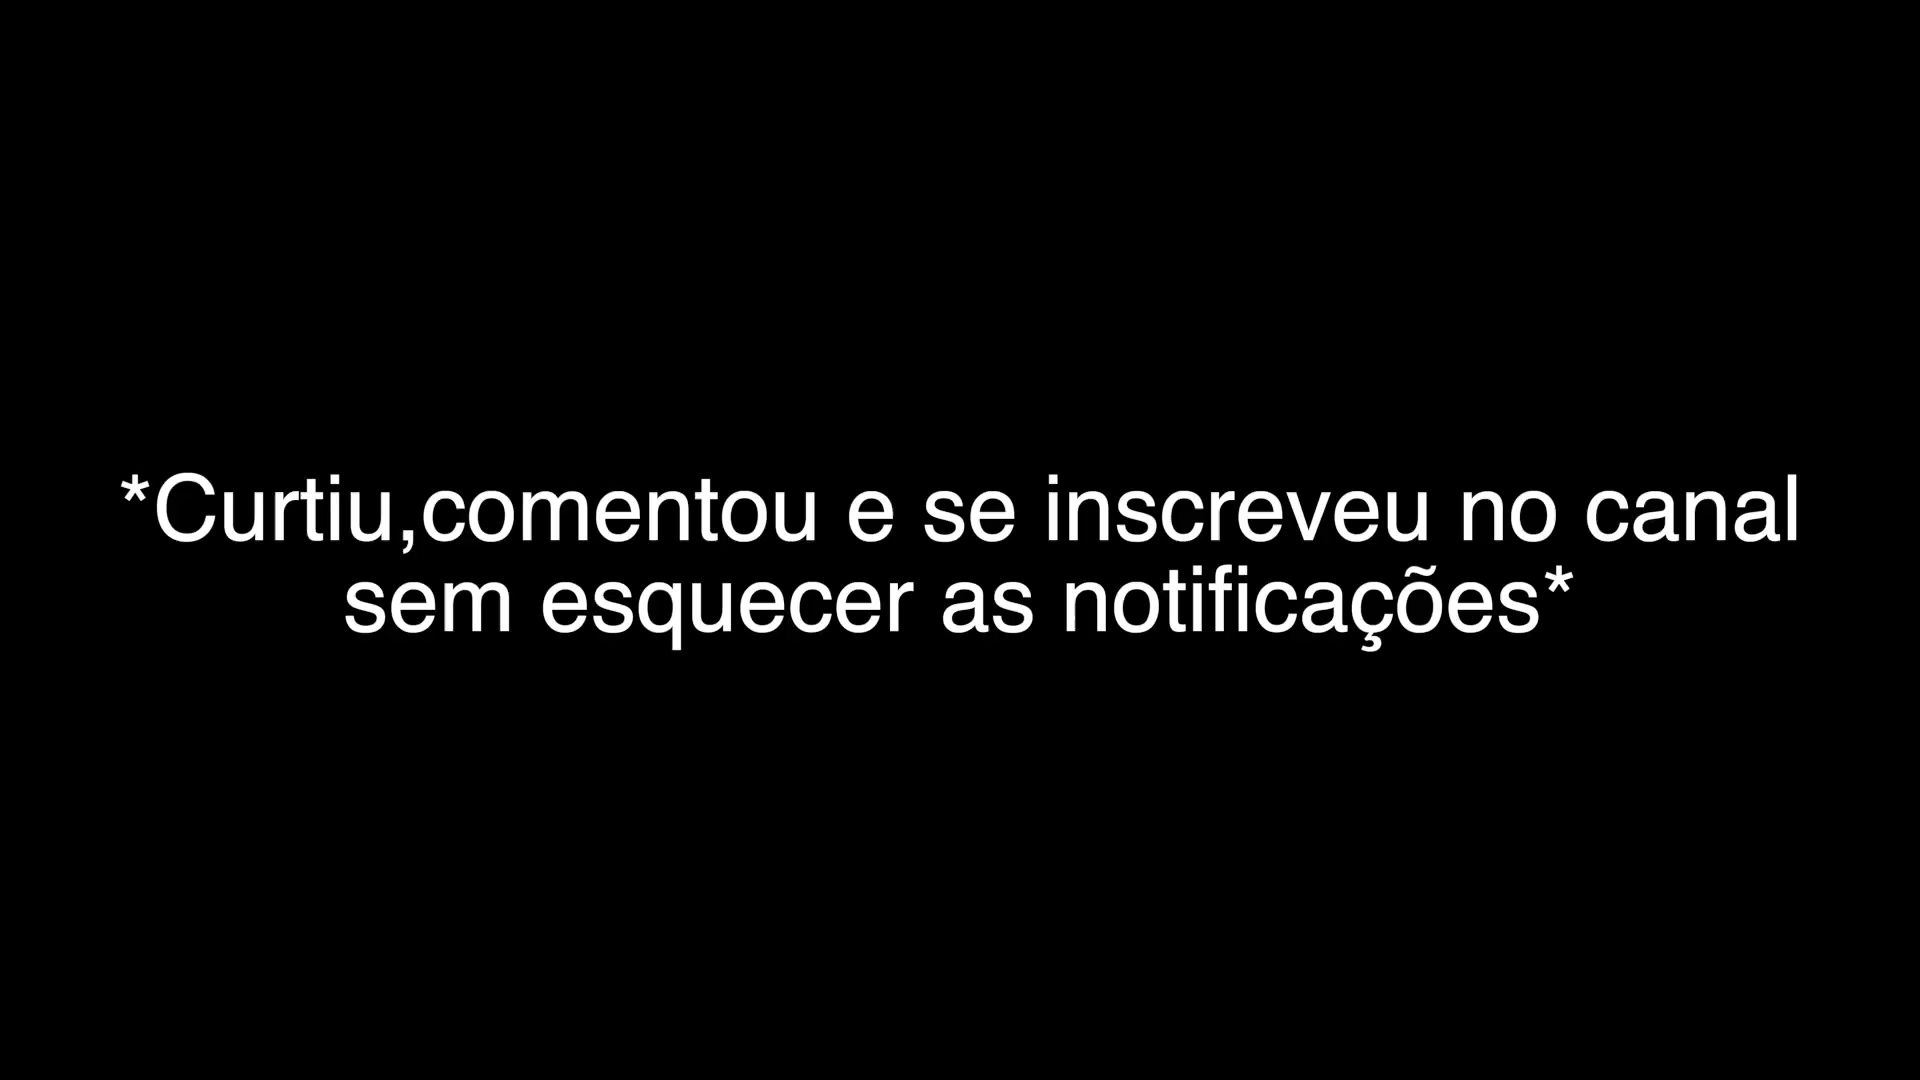 *Curtiu,comentou e se inscreveu no canal
sem esquecer as notificações*